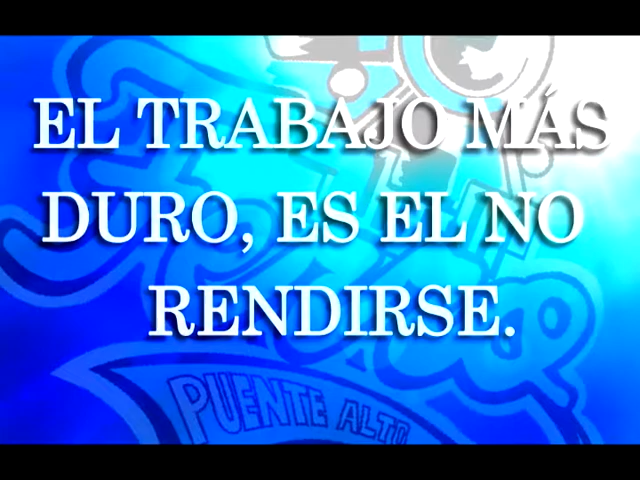 EL TRABAJO MÁS
DURO, ES EL NO
RENDIRSE.
PUENTE ALTO